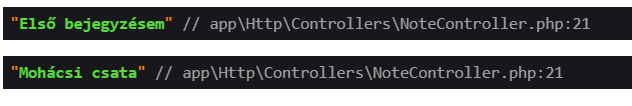 "Első bejegyzésem" // app\Http\Controllers\NoteController.php:21
"Mohácsi csata" // app\Http\Controllers\NoteController.php:21